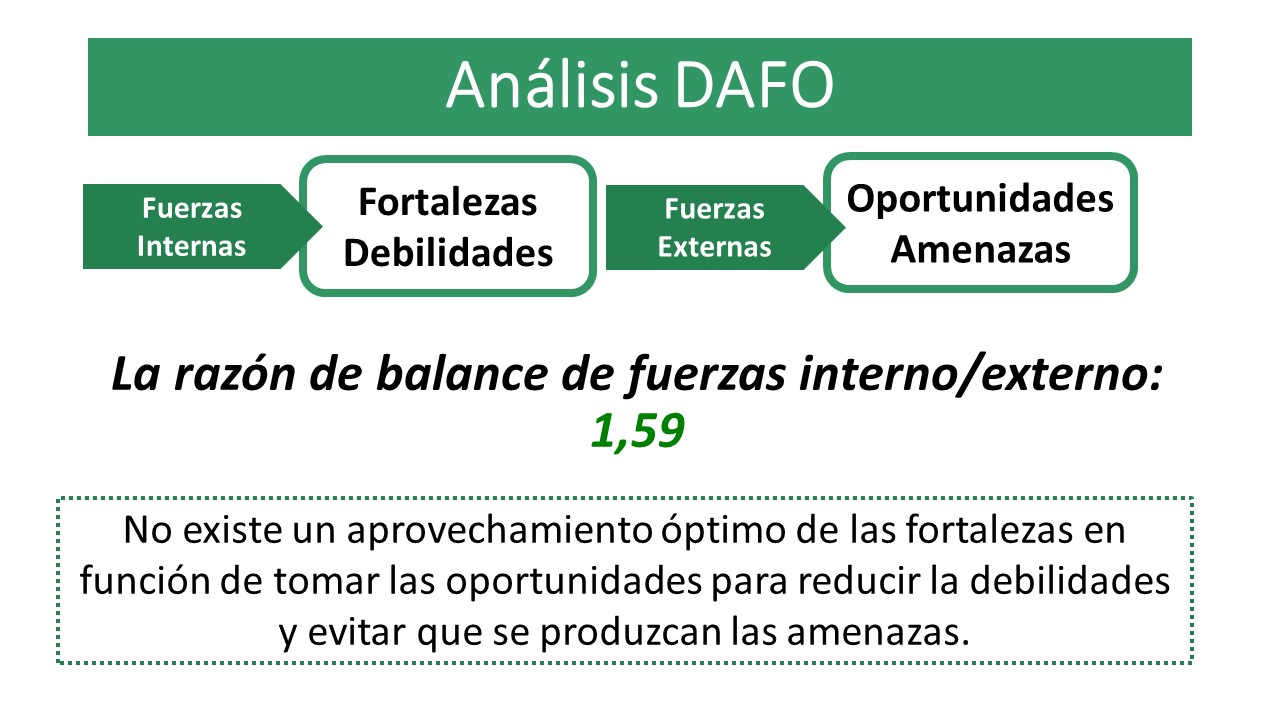 Análisis DAFO
Fuerzas
Internas
Fortalezas
Debilidades
Fuerzas
Externas
Oportunidades
Amenazas
La razón de balance de fuerzas interno/externo:
1,59
No existe un aprovechamiento óptimo de las fortalezas en
función de tomar las oportunidades para reducir la debilidades
y evitar que se produzcan las amenazas.